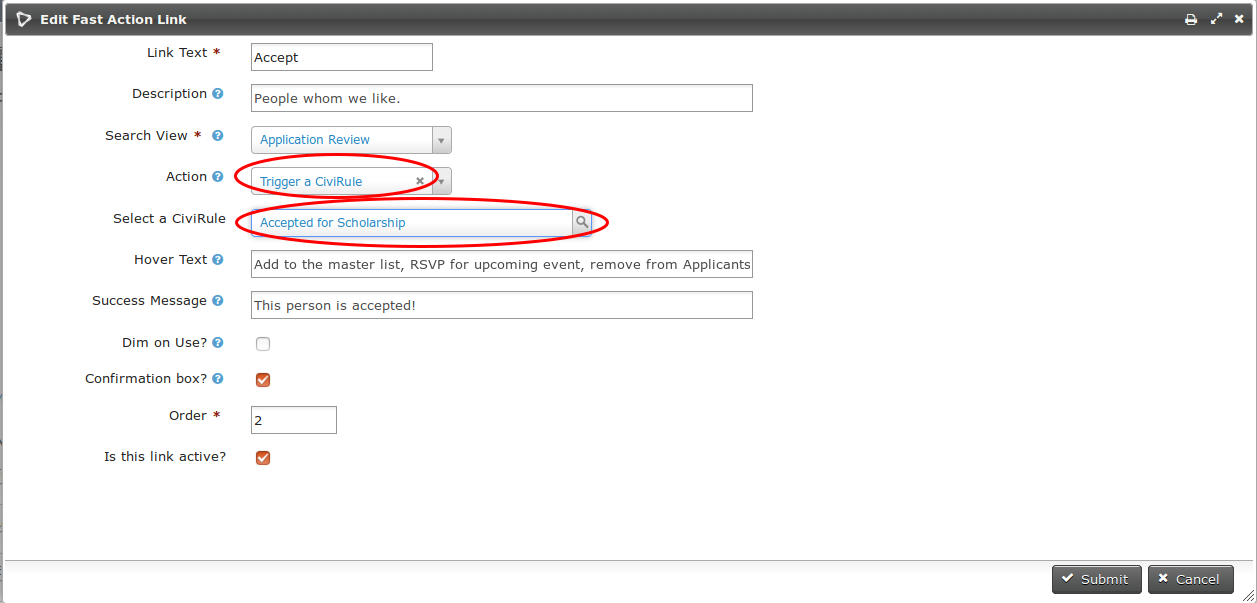 Edit Fast Action Link
Link Text * Accept
Description People whom we like.
Search View * Application Review
Action Trigger a CiviRule
Select a CiviRule Accepted for Scholarship
Hover Text Add to the master list, RSVP for upcoming event, remove from Applicants
Success Message This person is accepted!
Dim on Use?
Confirmation box?
Order * 2
Is this link active?
Submit Cancel